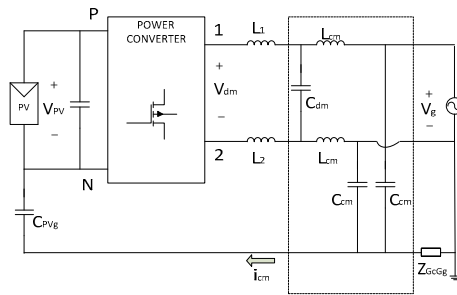 P
POWER
CONVERTER
1
L1
Lcm
+
VPV
−
PV
+
Vdm
−
Cdm
+
Vg
−
2
L2
Lcm
N
CPVg
Ccm
Ccm
icm
ZGcGg